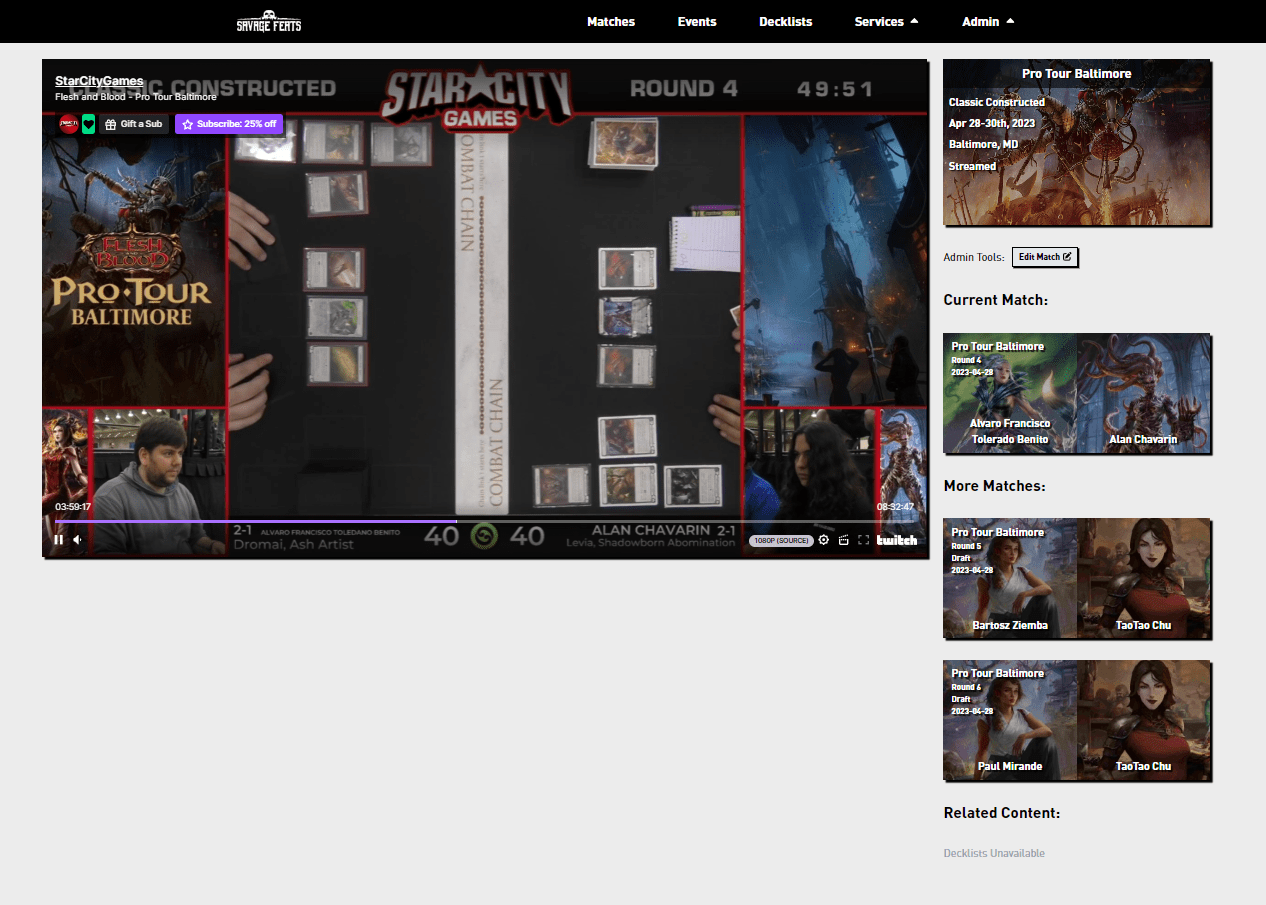 SAVAGE FEATS
Matches
Events
Decklists
Services
Admin
StarCityGames
CLASSIC CONSTRUCTED
Flesh and Blood - Pro Tour Baltimore
Gift a Sub
Subscribe: 25% off
STAR CITY
GAMES
ROUND 4
49:51
FLESH
AND
BLOOD
PRO TOUR
BALTIMORE
COMBAT CHAIN
COMBAT CHAIN
03:59:17
08:32:47
2-1 ALVARO FRANCISCO TOLEDANO BENITO
Dromai, Ash Artist
40
40
ALAN CHAVARIN 2-1
Levia, Shadowborn Abomination
1080P (SOURCE)
twitch
Pro Tour Baltimore
Classic Constructed
Apr 28-30th, 2023
Baltimore, MD
Streamed
Admin Tools:
Edit Match
Current Match:
Pro Tour Baltimore
Round 4
2023-04-28
Alvaro Francisco
Tolerado Benito
Alan Chavarin
More Matches:
Pro Tour Baltimore
Round 5
Draft
2023-04-28
Bartosz Ziemba
TaoTao Chu
Pro Tour Baltimore
Round 6
Draft
2023-04-28
Paul Mirande
TaoTao Chu
Related Content:
Decklists Unavailable